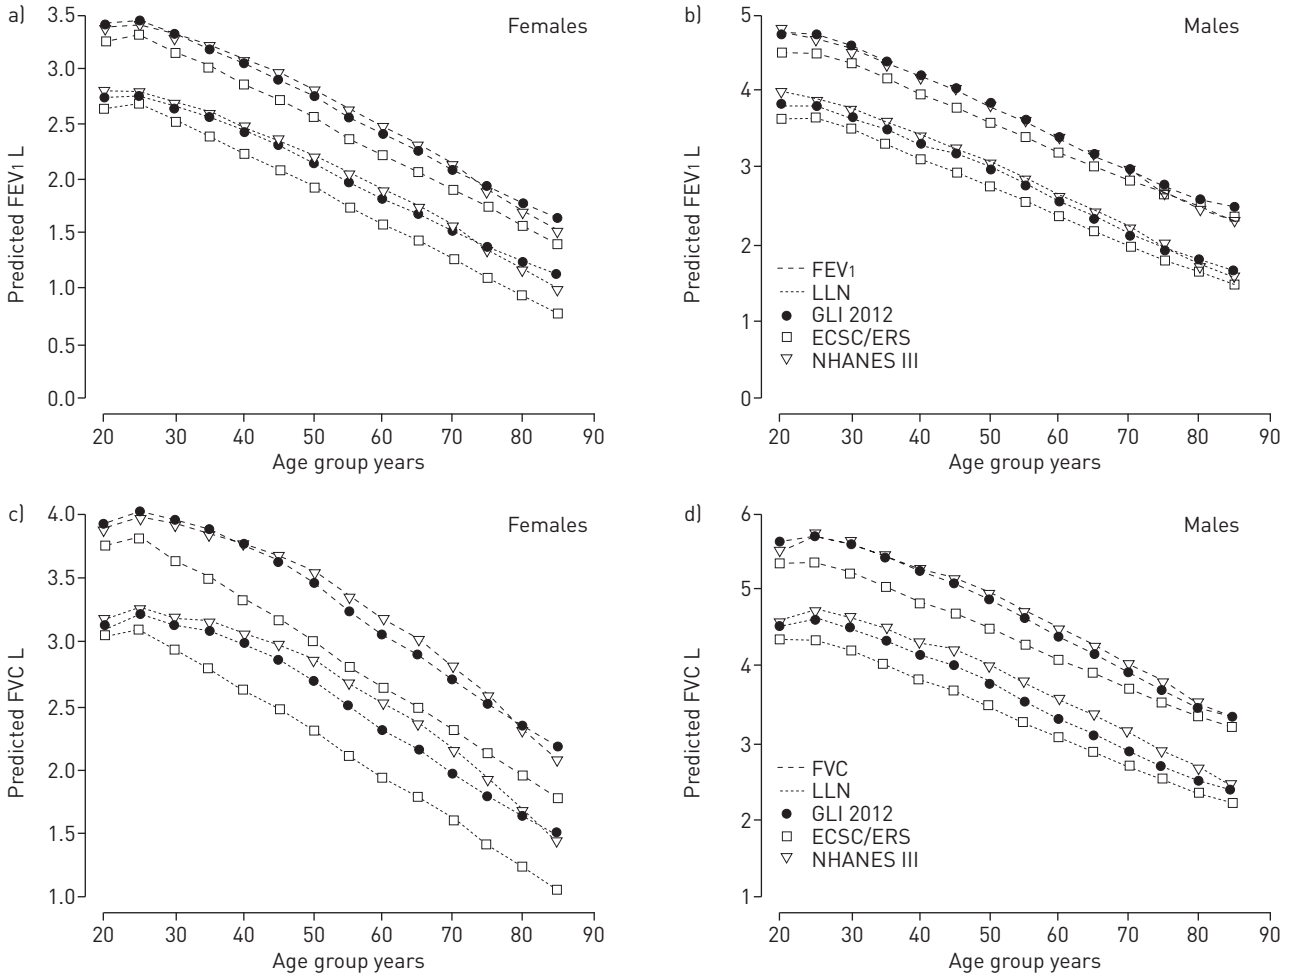 a)
Females
Predicted FEV1 L
3.5
3.0
2.5
2.0
1.5
1.0
0.5
0.0
20 30 40 50 60 70 80 90
Age group years
b)
Males
Predicted FEV1 L
5
4
3
2
1
0
FEV1
LLN
GLI 2012
ECSC/ERS
NHANES III
20 30 40 50 60 70 80 90
Age group years
c)
Females
Predicted FVC L
4.0
3.5
3.0
2.5
2.0
1.5
1.0
20 30 40 50 60 70 80 90
Age group years
d)
Males
Predicted FVC L
6
5
4
3
2
1
FVC
LLN
GLI 2012
ECSC/ERS
NHANES III
20 30 40 50 60 70 80 90
Age group years